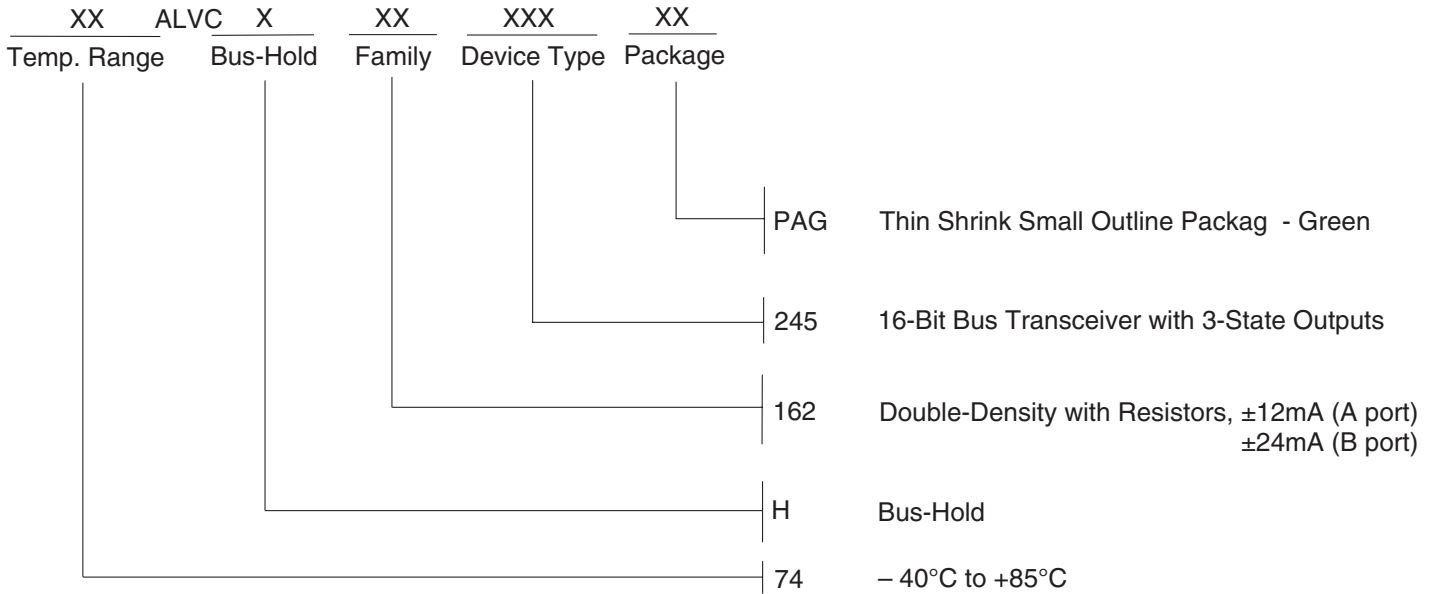 XX ALVC X XX XXX XX
Temp. Range Bus-Hold Family Device Type Package
PAG Thin Shrink Small Outline Packag - Green
245 16-Bit Bus Transceiver with 3-State Outputs
162 Double-Density with Resistors, ±12mA (A port)
±24mA (B port)
H Bus-Hold
74 – 40°C to +85°C